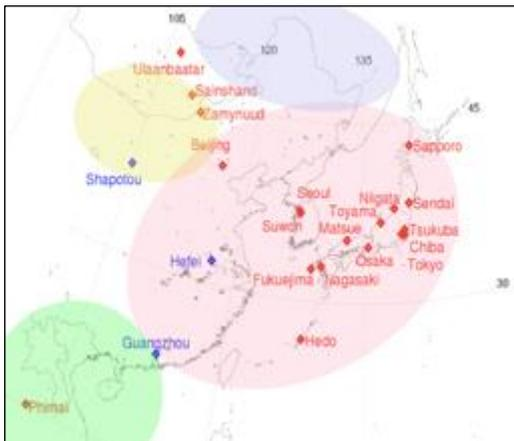 105
120
135
Ulaanbaatar
Sainshand
Zamynuud
45
Beijing
Sapporo
Shapotou
Seoul
Niigata
Sendai
Toyama
Suwon
Matsue
Tsukuba
Chiba
Hefei
Osaka
Tokyo
Fukuejima
Nagasaki
30
Guangzhou
Hedo
Phimai